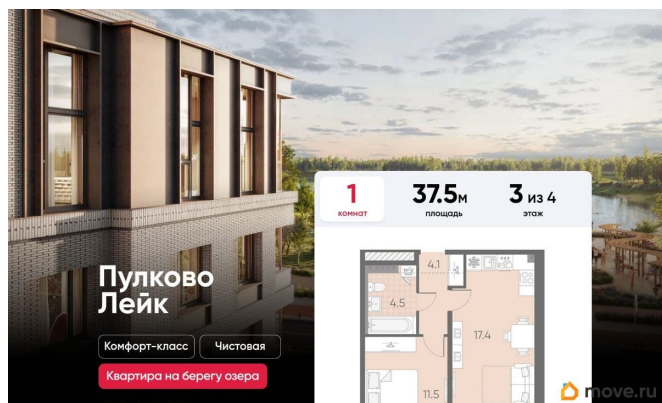 1
комнат
37.5м
площадь
3 из 4
этаж
Пулково
Лейк
Комфорт-класс
Чистовая
Квартира на берегу озера
4.1
4.5
17.4
11.5
move.ru